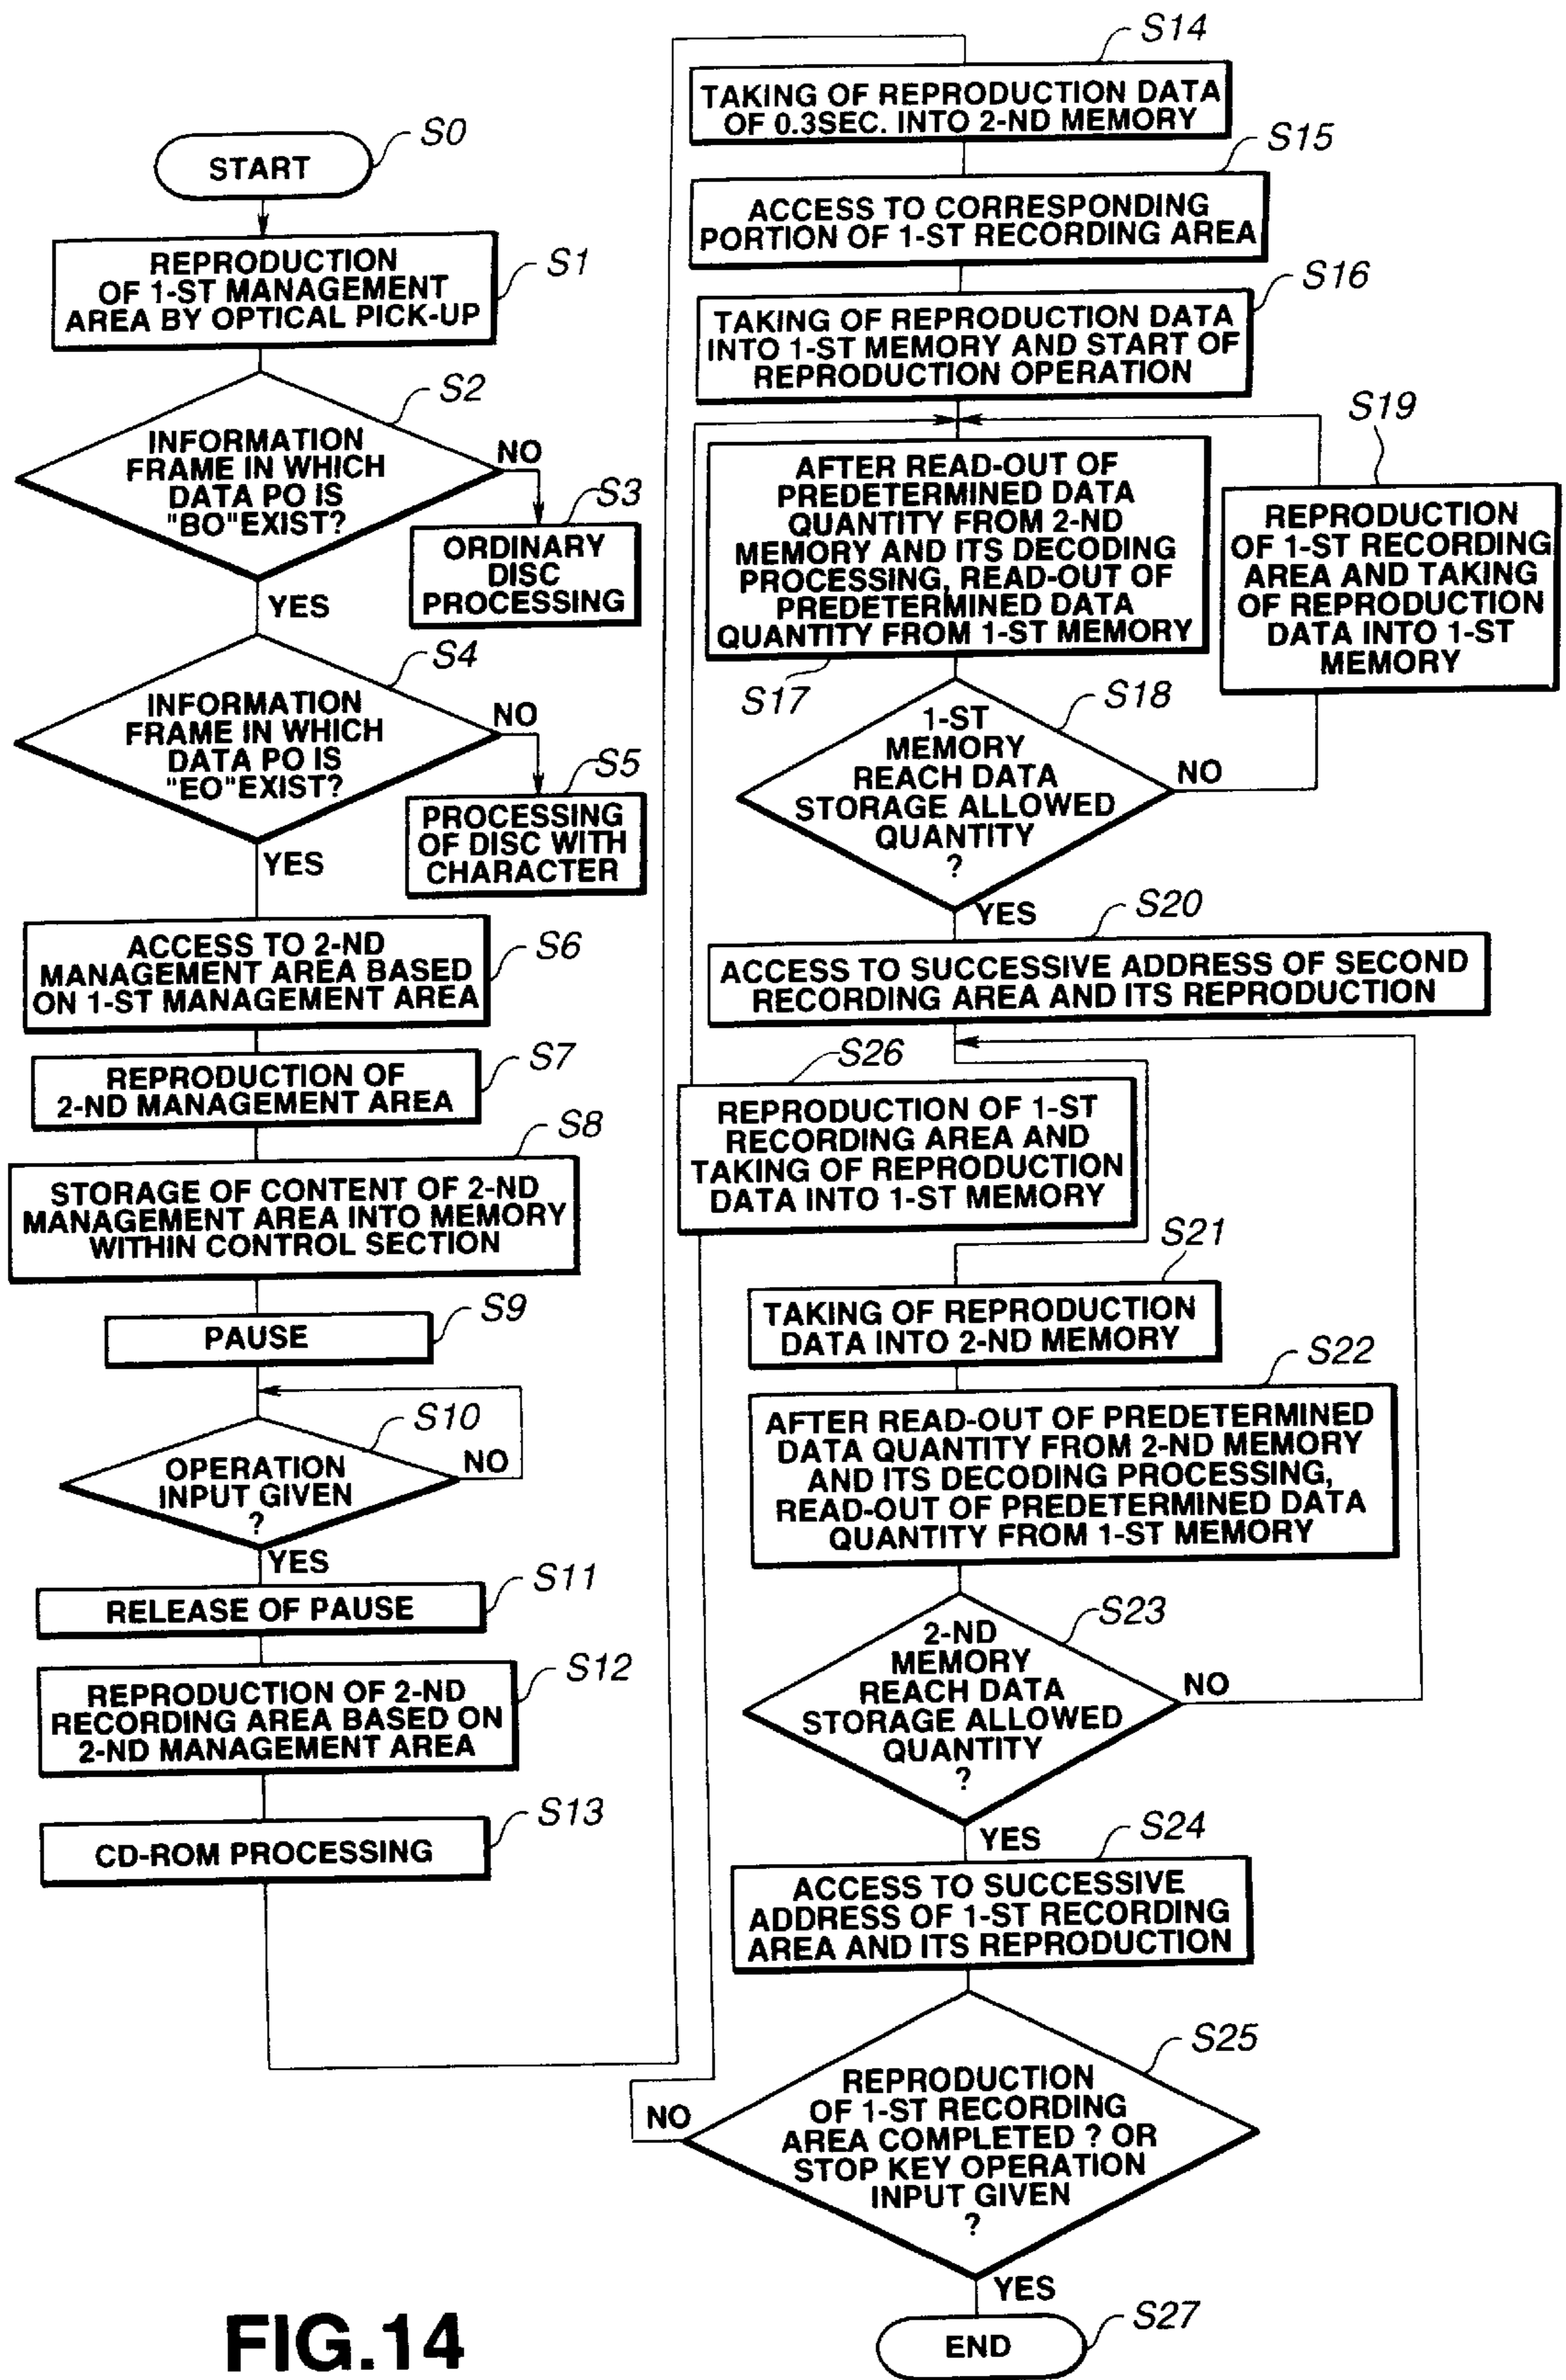 S0
START
REPRODUCTION
OF 1-ST MANAGEMENT
AREA BY OPTICAL PICK-UP
S1
S2
INFORMATION
FRAME IN WHICH
DATA PO IS
"BO"EXIST?
NO
YES
S3
ORDINARY
DISC
PROCESSING
S4
INFORMATION
FRAME IN WHICH
DATA PO IS
"EO"EXIST?
NO
YES
S5
PROCESSING
OF DISC WITH
CHARACTER
ACCESS TO 2-ND
MANAGEMENT AREA BASED
ON 1-ST MANAGEMENT AREA
S6
REPRODUCTION OF
2-ND MANAGEMENT AREA
S7
S8
STORAGE OF CONTENT OF 2-ND
MANAGEMENT AREA INTO MEMORY
WITHIN CONTROL SECTION
PAUSE
S9
S10
OPERATION
INPUT GIVEN
?
NO
YES
RELEASE OF PAUSE
S11
REPRODUCTION OF 2-ND
RECORDING AREA BASED ON
2-ND MANAGEMENT AREA
S12
CD-ROM PROCESSING
S13
S14
TAKING OF REPRODUCTION DATA
OF 0.3SEC. INTO 2-ND MEMORY
S15
ACCESS TO CORRESPONDING
PORTION OF 1-ST RECORDING AREA
S16
TAKING OF REPRODUCTION DATA
INTO 1-ST MEMORY AND START OF
REPRODUCTION OPERATION
AFTER READ-OUT OF
PREDETERMINED DATA
QUANTITY FROM 2-ND
MEMORY AND ITS DECODING
PROCESSING, READ-OUT OF
PREDETERMINED DATA
QUANTITY FROM 1-ST MEMORY
S17
S19
REPRODUCTION
OF 1-ST RECORDING
AREA AND TAKING
OF REPRODUCTION
DATA INTO 1-ST
MEMORY
S18
1-ST
MEMORY
REACH DATA
STORAGE ALLOWED
QUANTITY
?
NO
YES
S20
ACCESS TO SUCCESSIVE ADDRESS OF SECOND
RECORDING AREA AND ITS REPRODUCTION
S26
REPRODUCTION OF 1-ST
RECORDING AREA AND
TAKING OF REPRODUCTION
DATA INTO 1-ST MEMORY
S21
TAKING OF REPRODUCTION
DATA INTO 2-ND MEMORY
S22
AFTER READ-OUT OF PREDETERMINED
DATA QUANTITY FROM 2-ND MEMORY
AND ITS DECODING PROCESSING,
READ-OUT OF PREDETERMINED DATA
QUANTITY FROM 1-ST MEMORY
S23
2-ND
MEMORY
REACH DATA
STORAGE ALLOWED
QUANTITY
?
NO
YES
S24
ACCESS TO SUCCESSIVE
ADDRESS OF 1-ST RECORDING
AREA AND ITS REPRODUCTION
S25
REPRODUCTION
OF 1-ST RECORDING
AREA COMPLETED ? OR
STOP KEY OPERATION
INPUT GIVEN
?
NO
YES
S27
END
FIG.14